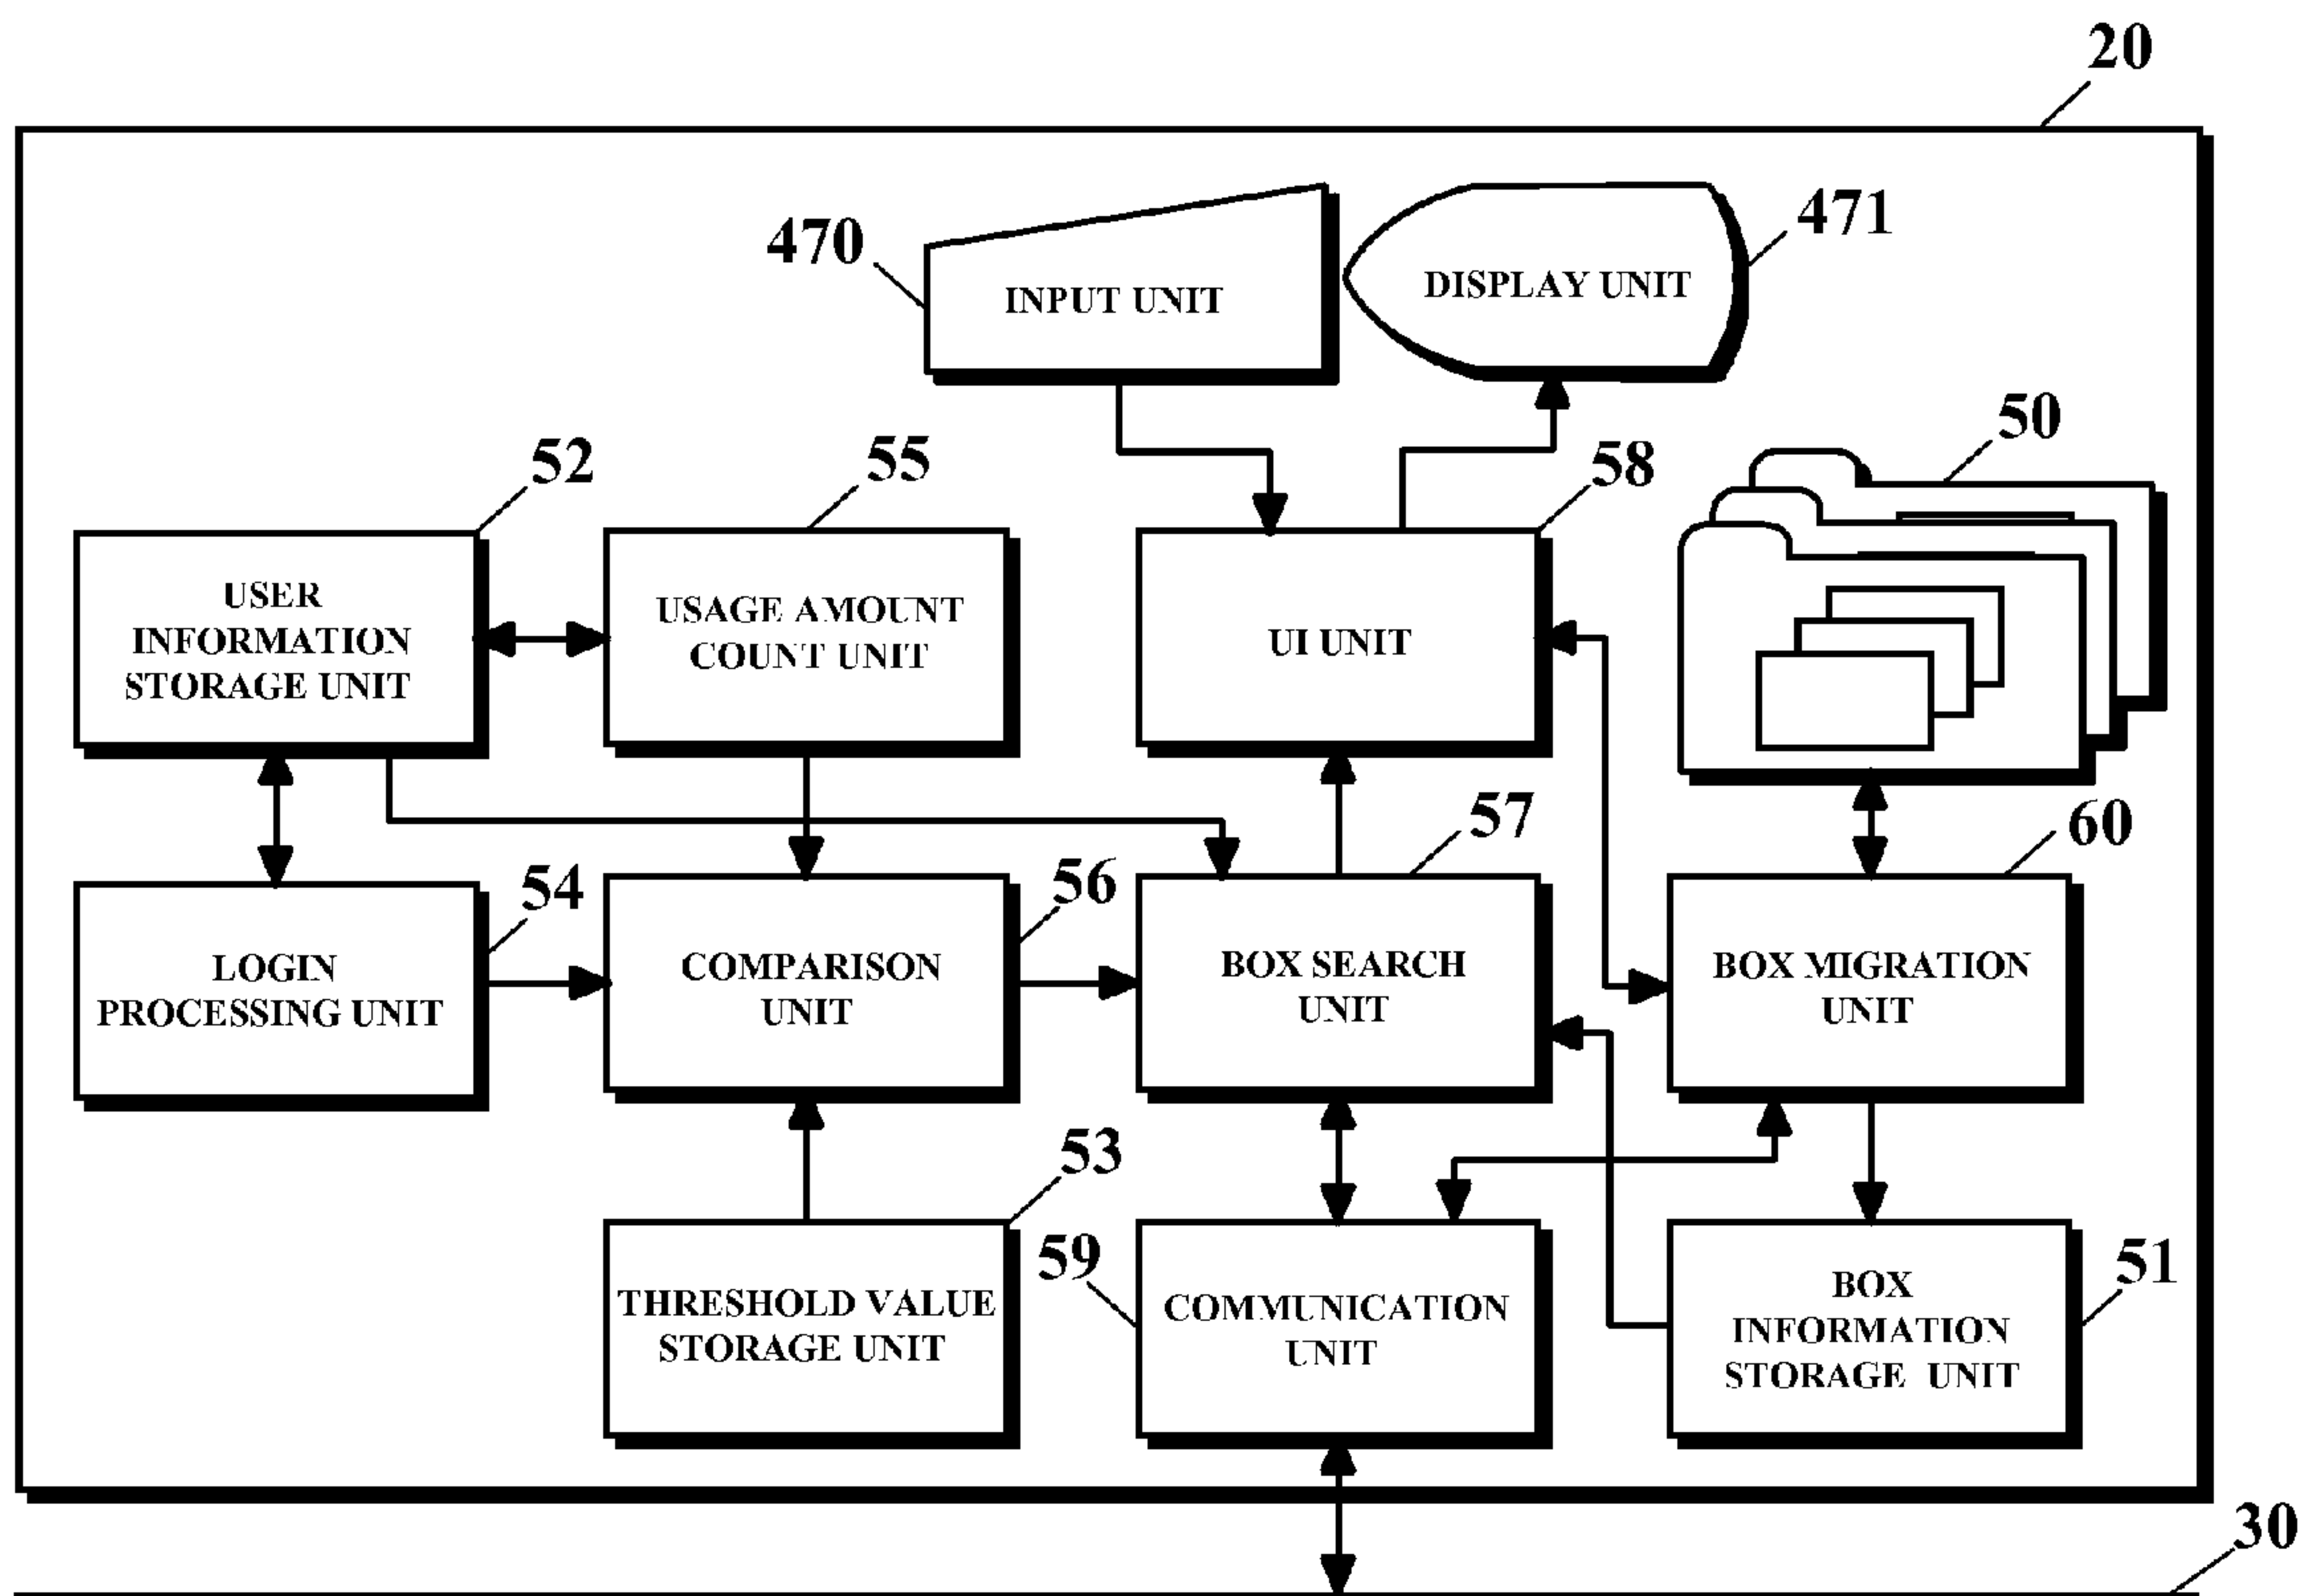 20
470
INPUT UNIT
DISPLAY UNIT
471
52
55
58
50
USER
INFORMATION
STORAGE UNIT
USAGE AMOUNT
COUNT UNIT
UI UNIT
54
56
57
60
LOGIN
PROCESSING UNIT
COMPARISON
UNIT
BOX SEARCH
UNIT
BOX MIGRATION
UNIT
53
59
51
THRESHOLD VALUE
STORAGE UNIT
COMMUNICATION
UNIT
BOX
INFORMATION
STORAGE UNIT
30